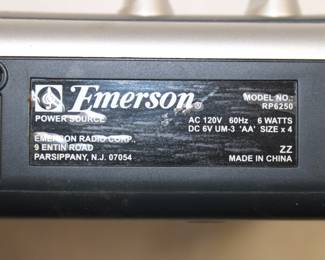 Emerson®
MODEL NO.:
RP6250
POWER SOURCE
AC 120V 60Hz 6 WATTS
DC 6V UM-3 'AA' SIZE x 4
EMERSON RADIO CORP.
9 ENTIN ROAD
PARSIPPANY, N.J. 07054
ZZ
MADE IN CHINA